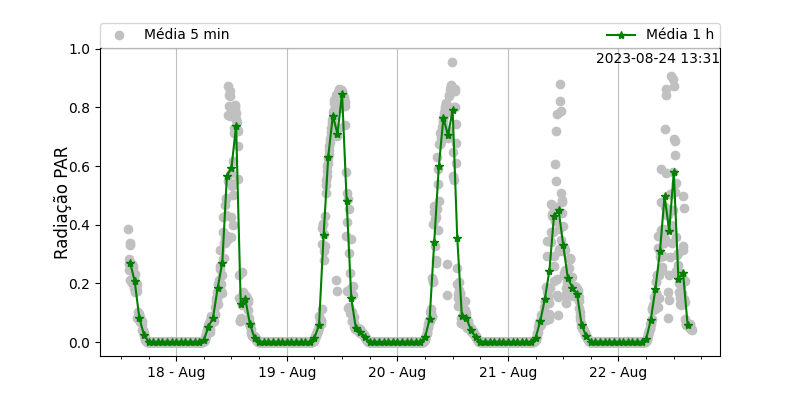 Média 5 min
Média 1 h
2023-08-24 13:31
Radiação PAR
1.0
0.8
0.6
0.4
0.2
0.0
18 - Aug
19 - Aug
20 - Aug
21 - Aug
22 - Aug